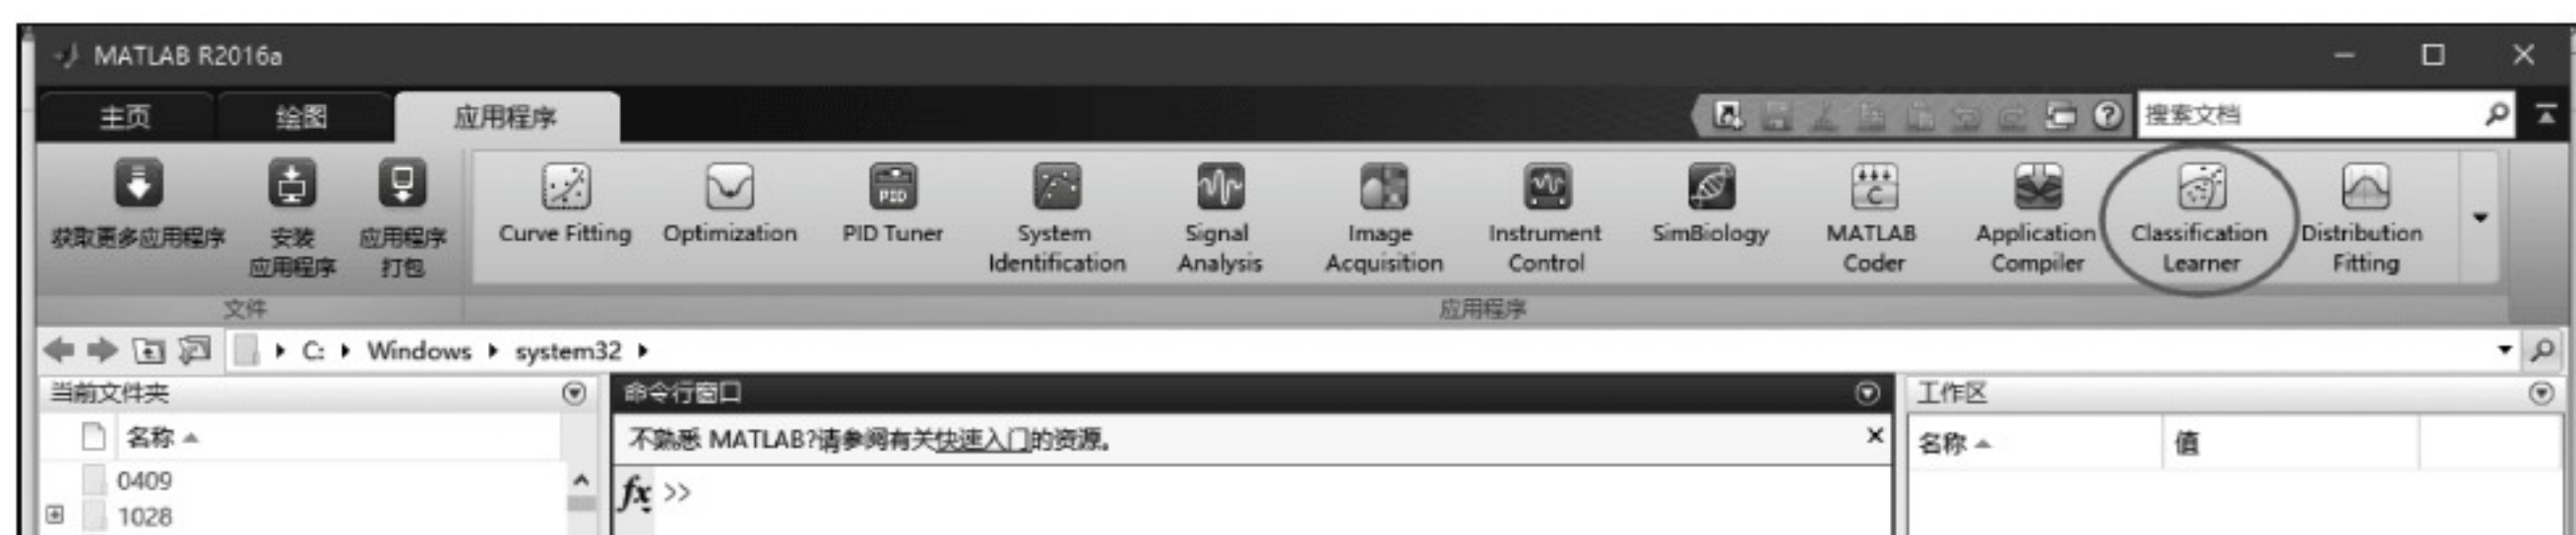 MATLAB R2016a
主页 绘图 应用程序 搜索文档
获取更多应用程序 安装 应用程序 应用程序 打包 Curve Fitting Optimization PID Tuner System Identification Signal Analysis Image Acquisition Instrument Control SimBiology MATLAB Coder Application Compiler Classification Learner Distribution Fitting
文件 应用程序
C: Windows system32
当前文件夹 命令行窗口 工作区
名称 不熟悉 MATLAB?请参阅有关快速入门的资源。 名称 值
0409 fx >>
1028